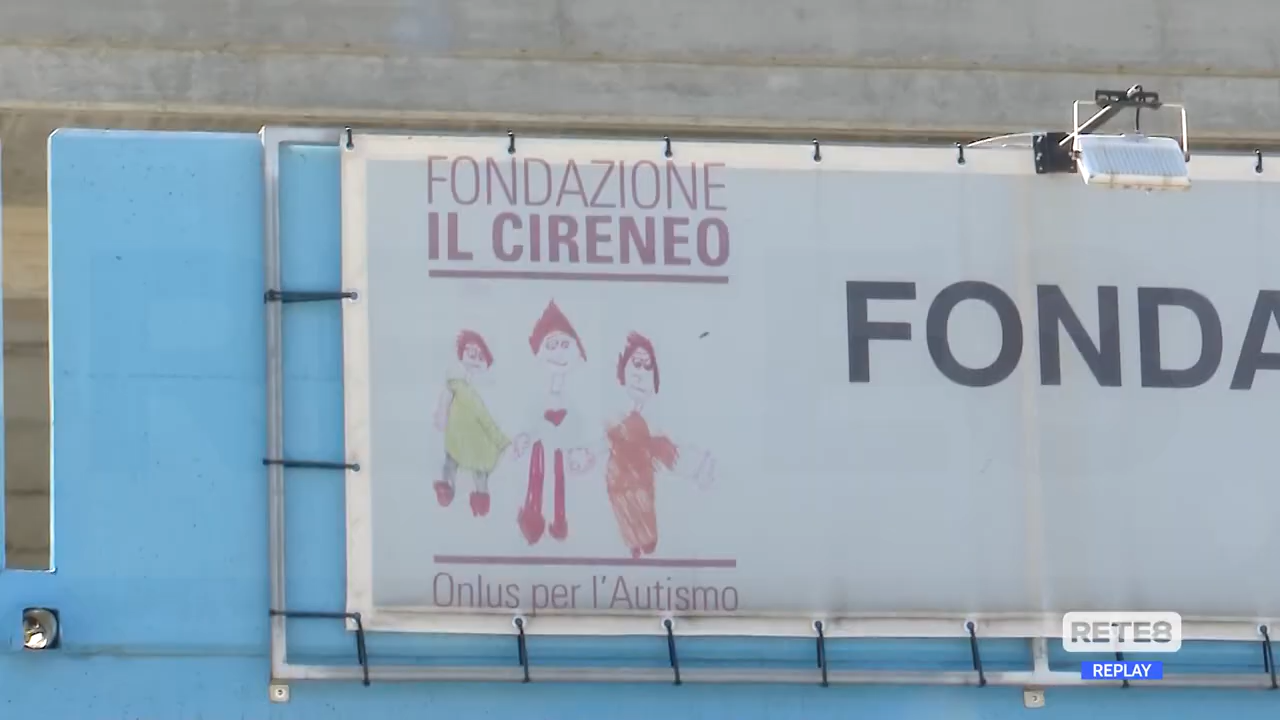 FONDAZIONE
IL CIRENEO
FONDA
Onlus per l'Autismo
RETE8
REPLAY